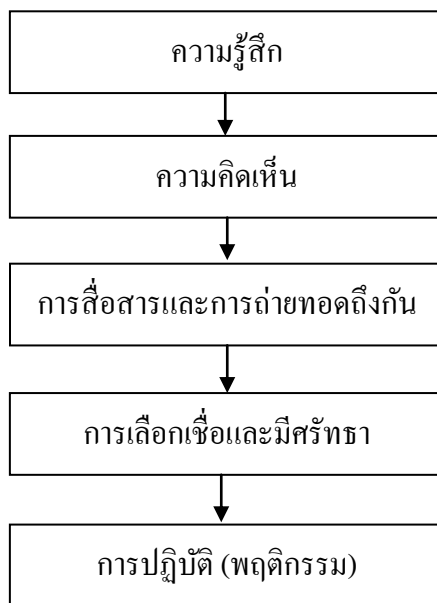 ความรู้สึก
ความคิดเห็น
การสื่อสารและการถ่ายทอดถึงกัน
การเลือกเชื่อและมีศรัทธา
การปฏิบัติ (พฤติกรรม)